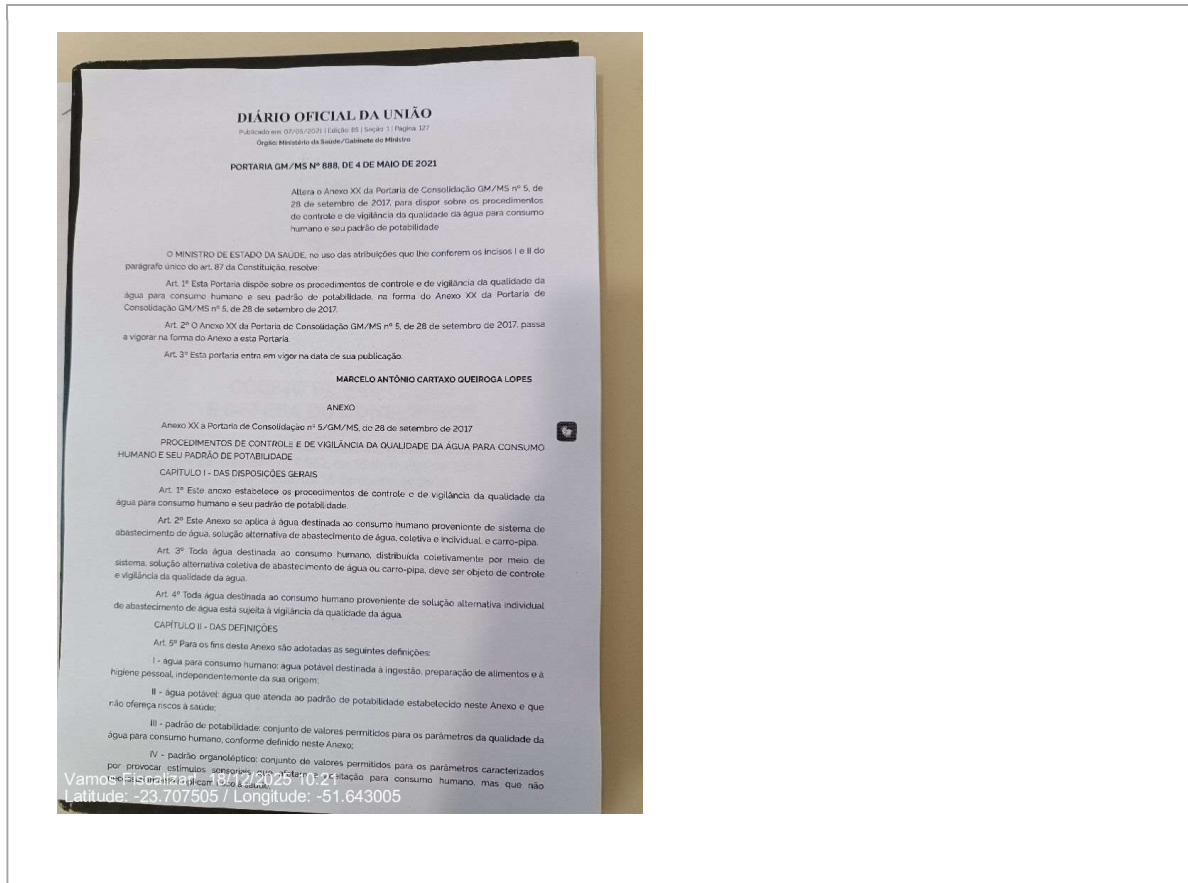 DIÁRIO OFICIAL DA UNIÃO
Publicado em: 07/05/2021 | Edição: 85 | Seção: 1 | Página: 127
Órgão: Ministério da Saúde/Gabinete do Ministro
PORTARIA GM/MS Nº 888, DE 4 DE MAIO DE 2021
Altera o Anexo XX da Portaria de Consolidação GM/MS nº 5, de
28 de setembro de 2017, para dispor sobre os procedimentos
de controle e de vigilância da qualidade da água para consumo
humano e seu padrão de potabilidade
O MINISTRO DE ESTADO DA SAÚDE, no uso das atribuições que lhe conferem os incisos I e II do
parágrafo único do art. 87 da Constituição, resolve:
Art. 1º Esta Portaria dispõe sobre os procedimentos de controle e de vigilância da qualidade da
água para consumo humano e seu padrão de potabilidade, na forma do Anexo XX da Portaria de
Consolidação GM/MS nº 5, de 28 de setembro de 2017.
Art. 2º O Anexo XX da Portaria de Consolidação GM/MS nº 5, de 28 de setembro de 2017, passa
a vigorar na forma do Anexo a esta Portaria.
Art. 3º Esta portaria entra em vigor na data de sua publicação.
MARCELO ANTÔNIO CARTAXO QUEIROGA LOPES
ANEXO
Anexo XX a Portaria de Consolidação nº 5/GM/MS, de 28 de setembro de 2017
PROCEDIMENTOS DE CONTROLE E DE VIGILÂNCIA DA QUALIDADE DA ÁGUA PARA CONSUMO
HUMANO E SEU PADRÃO DE POTABILIDADE
CAPÍTULO I - DAS DISPOSIÇÕES GERAIS
Art. 1º Este anexo estabelece os procedimentos de controle e de vigilância da qualidade da
água para consumo humano e seu padrão de potabilidade.
Art. 2º Este Anexo se aplica à água destinada ao consumo humano proveniente de sistema de
abastecimento de água, solução alternativa de abastecimento de água, coletiva e individual, e carro-pipa.
Art. 3º Toda água destinada ao consumo humano, distribuída coletivamente por meio de
sistema, solução alternativa coletiva de abastecimento de água ou carro-pipa, deve ser objeto de controle
e vigilância da qualidade da água.
Art. 4º Toda água destinada ao consumo humano proveniente de solução alternativa individual
de abastecimento de água está sujeita à vigilância da qualidade da água.
CAPÍTULO II - DAS DEFINIÇÕES
Art. 5º Para os fins deste Anexo são adotadas as seguintes definições:
I - água para consumo humano: água potável destinada à ingestão, preparação de alimentos e à
higiene pessoal, independentemente da sua origem;
II - água potável: água que atenda ao padrão de potabilidade estabelecido neste Anexo e que
não ofereça riscos à saúde;
III - padrão de potabilidade: conjunto de valores permitidos para os parâmetros da qualidade da
água para consumo humano, conforme definido neste Anexo;
IV - padrão organoléptico: conjunto de valores permitidos para os parâmetros caracterizados
por provocar estímulos sensoriais que afetam a aceitação para consumo humano, mas que não
Vamos Fiscalizar! 18/12/2025 10:21
Latitude: -23.707505 / Longitude: -51.643005